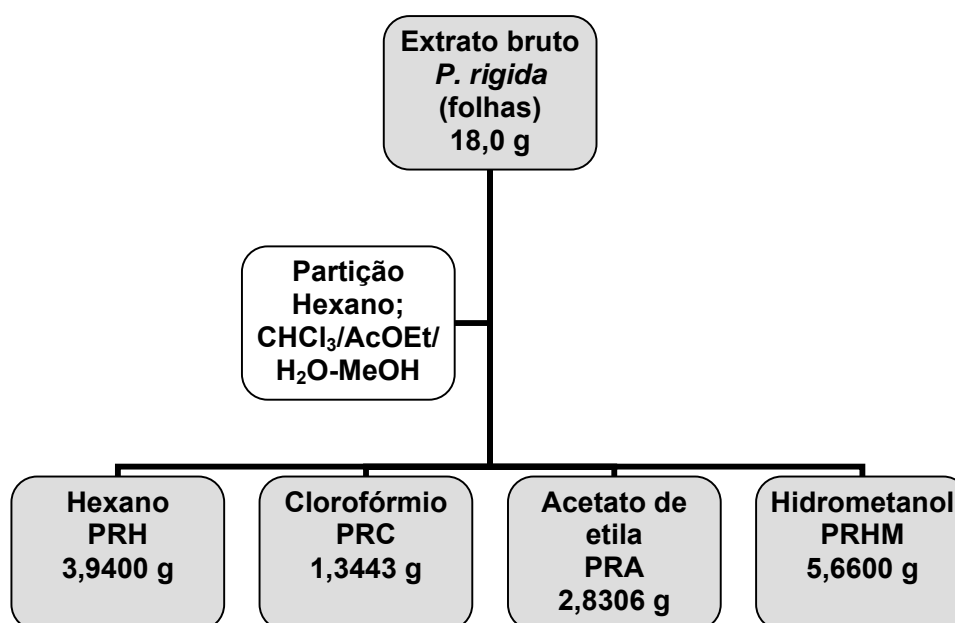 Extrato bruto
P. rigida
(folhas)
18,0 g
Partição
Hexano;
CHCl₃/AcOEt/
H₂O-MeOH
Hexano
PRH
3,9400 g
Clorofórmio
PRC
1,3443 g
Acetato de
etila
PRA
2,8306 g
Hidrometanol
PRHM
5,6600 g